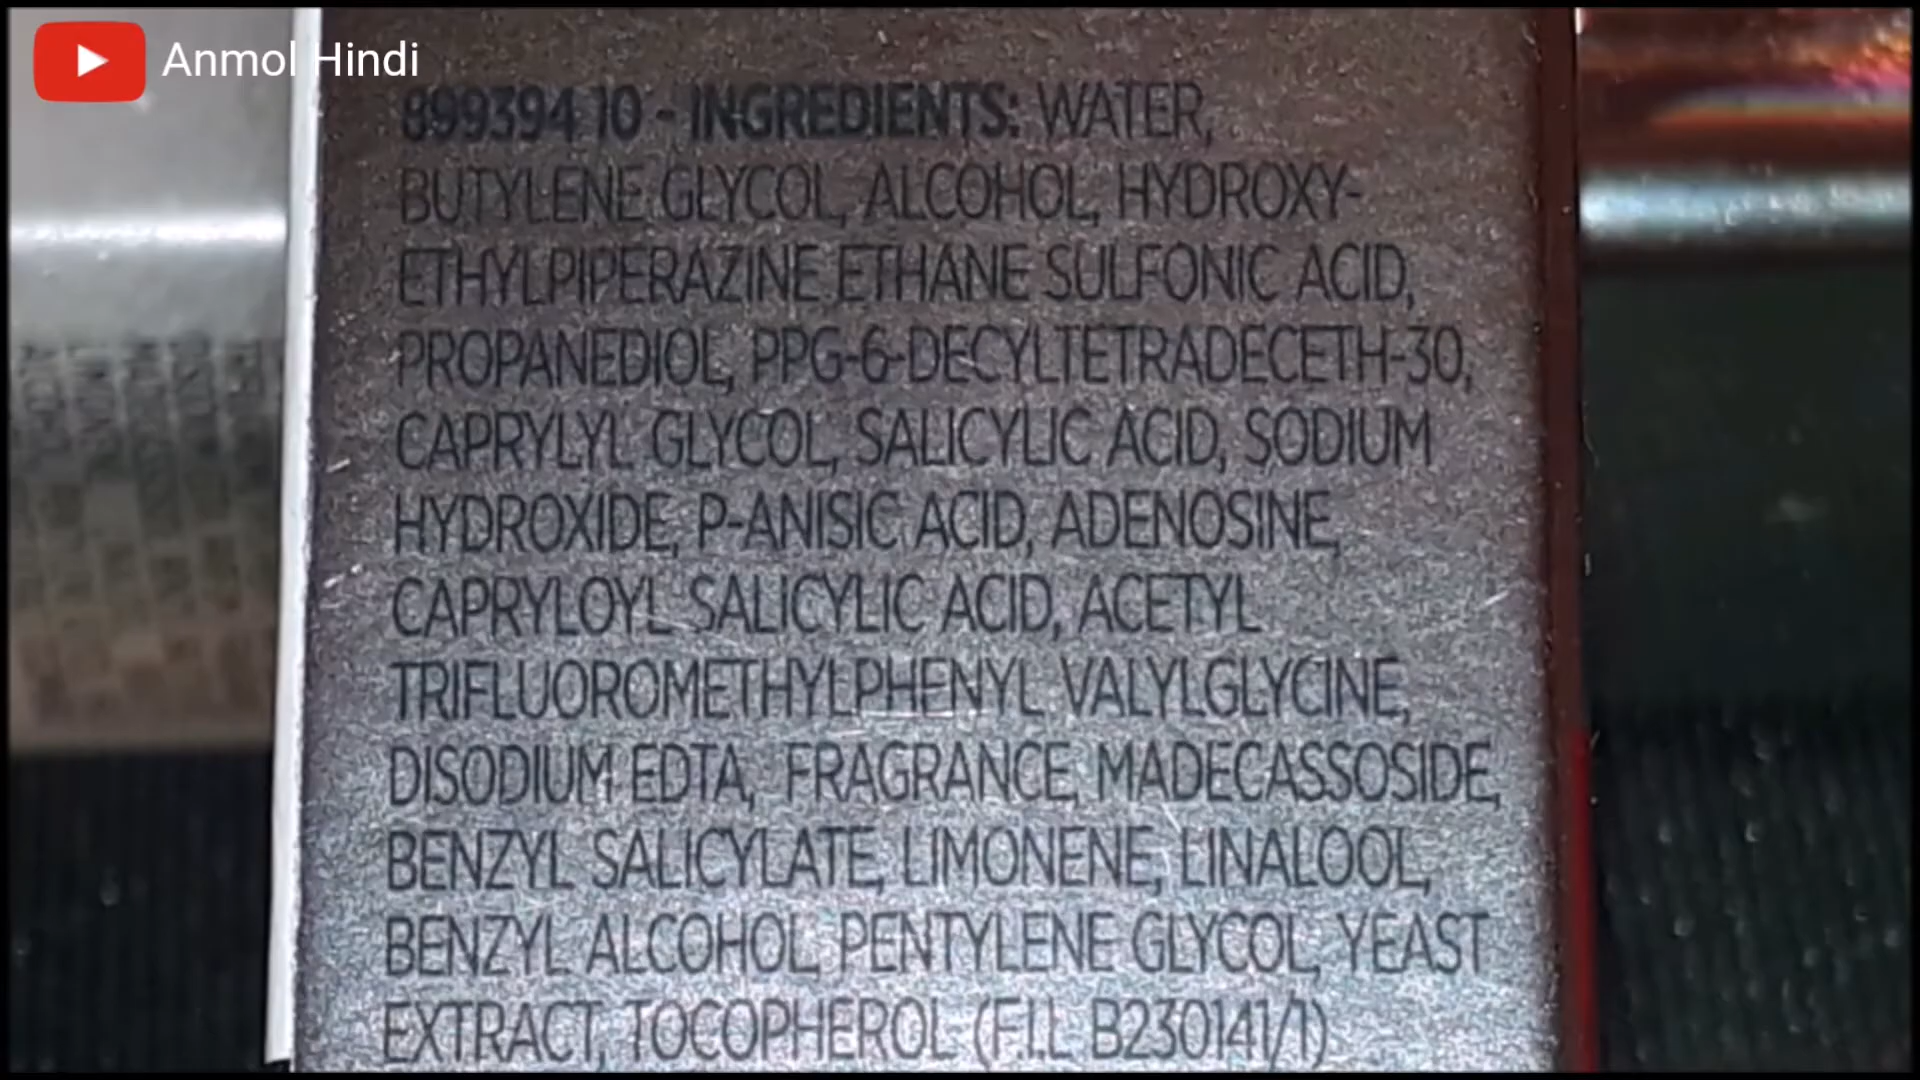 Anmol Hindi
899394 10 - INGREDIENTS: WATER,
BUTYLENE GLYCOL, ALCOHOL, HYDROXY-
ETHYLPIPERAZINE ETHANE SULFONIC ACID,
PROPANEDIOL, PPG-6-DECYLTETRADECETH-30,
CAPRYLYL GLYCOL, SALICYLIC ACID, SODIUM
HYDROXIDE, P-ANISIC ACID, ADENOSINE,
CAPRYLOYL SALICYLIC ACID, ACETYL
TRIFLUOROMETHYLPHENYL VALYLGLYCINE,
DISODIUM EDTA, FRAGRANCE, MADECASSOSIDE,
BENZYL SALICYLATE, LIMONENE, LINALOOL,
BENZYL ALCOHOL, PENTYLENE GLYCOL, YEAST
EXTRACT, TOCOPHEROL (F.I.L B230141/1)